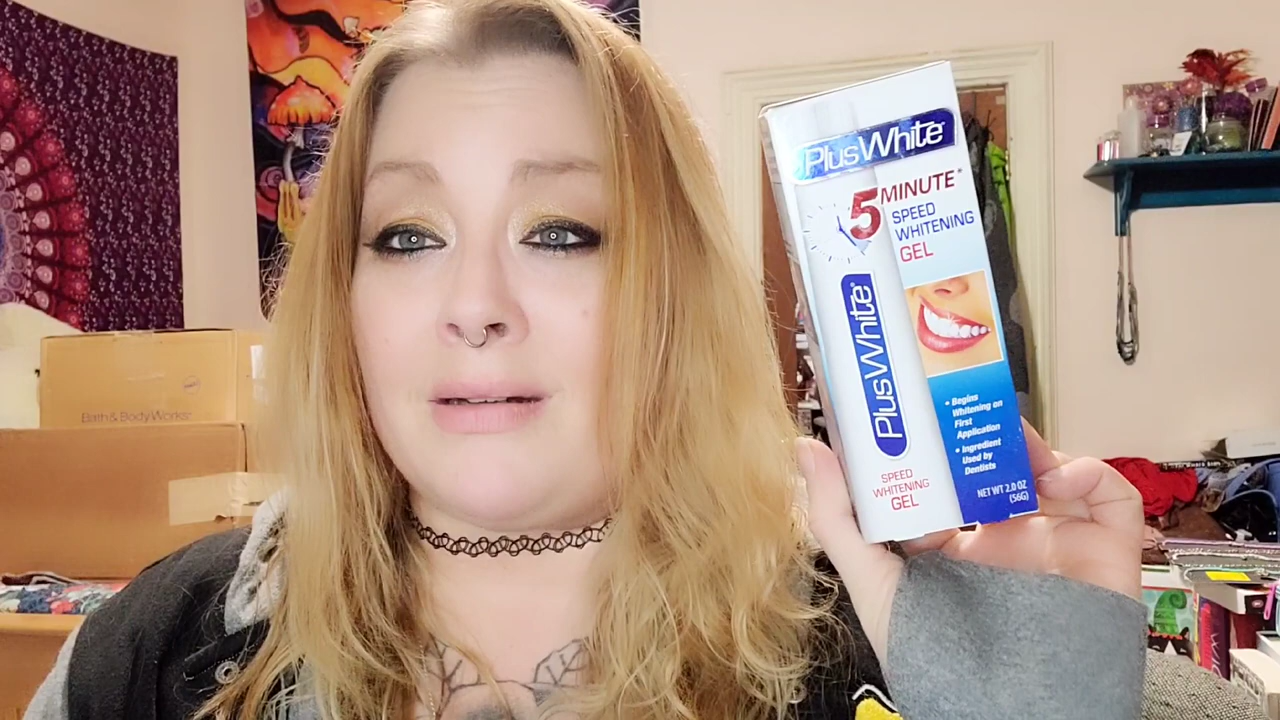 Plus White
5 MINUTE*
SPEED
WHITENING
GEL
Plus White
SPEED
WHITENING
GEL
• Begins
Whitening on
First
Application
• Ingredient
Used by
Dentists
NET WT 2.0 OZ
(56G)
Bath & Body Works